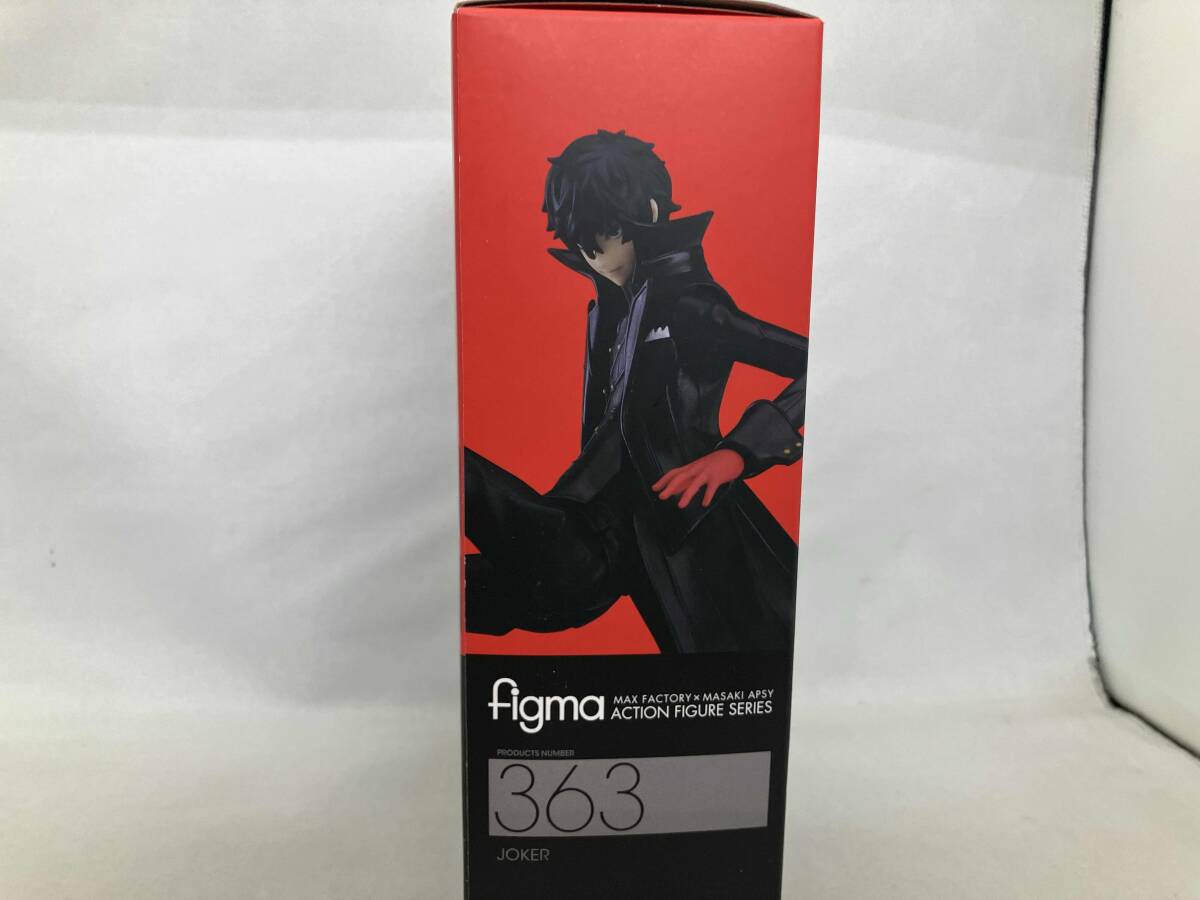 figma MAX FACTORY×MASAKI APSY
ACTION FIGURE SERIES
PRODUCTS NUMBER
363
JOKER